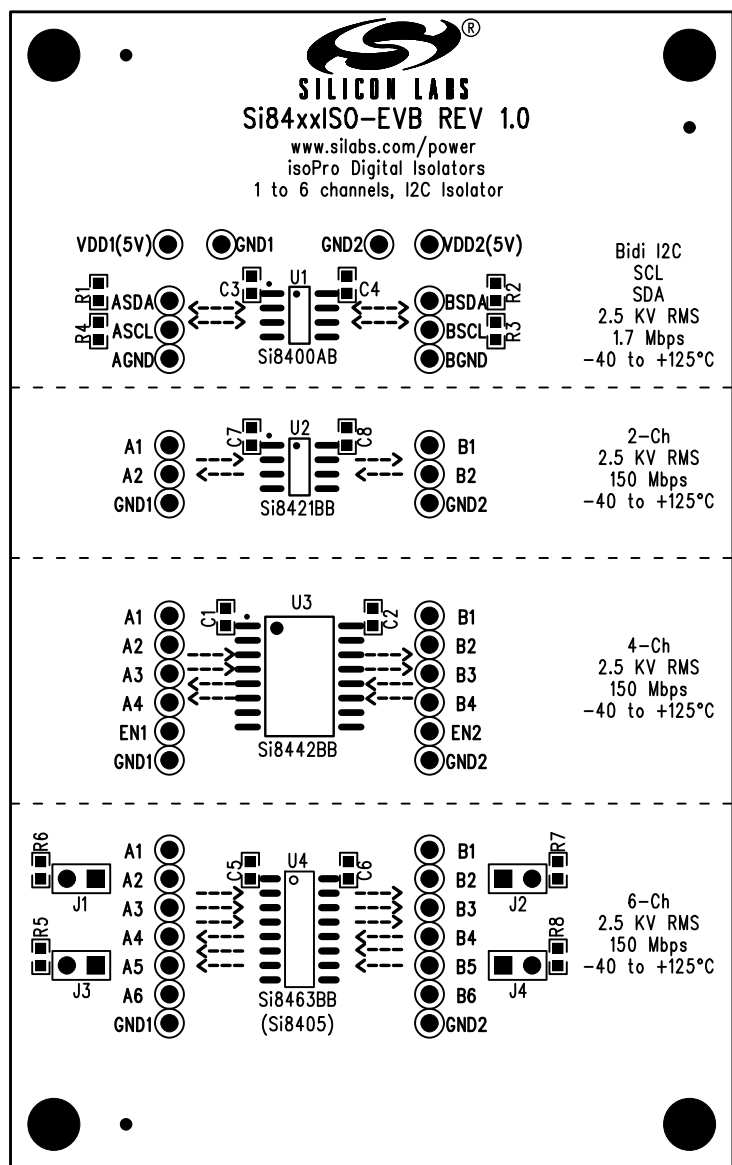 ®
SILICON LABS
Si84xxISO-EVB REV 1.0
www.silabs.com/power
isoPro Digital Isolators
1 to 6 channels, I2C Isolator
VDD1(5V) GND1 GND2 VDD2(5V)
R1 ASDA C3 U1 C4 BSDA R2
R4 ASCL BSCL R3
AGND Si8400AB BGND
Bidi I2C
SCL
SDA
2.5 KV RMS
1.7 Mbps
-40 to +125°C
A1 C7 U2 C8 B1
A2 B2
GND1 Si8421BB GND2
2-Ch
2.5 KV RMS
150 Mbps
-40 to +125°C
A1 C1 U3 C2 B1
A2 B2
A3 B3
A4 B4
EN1 EN2
GND1 Si8442BB GND2
4-Ch
2.5 KV RMS
150 Mbps
-40 to +125°C
R6 A1 C5 U4 C6 B1 R7
J1 A2 B2 J2
A3 B3
R5 A4 B4 R8
J3 A5 B5 J4
A6 Si8463BB B6
GND1 (Si8405) GND2
6-Ch
2.5 KV RMS
150 Mbps
-40 to +125°C